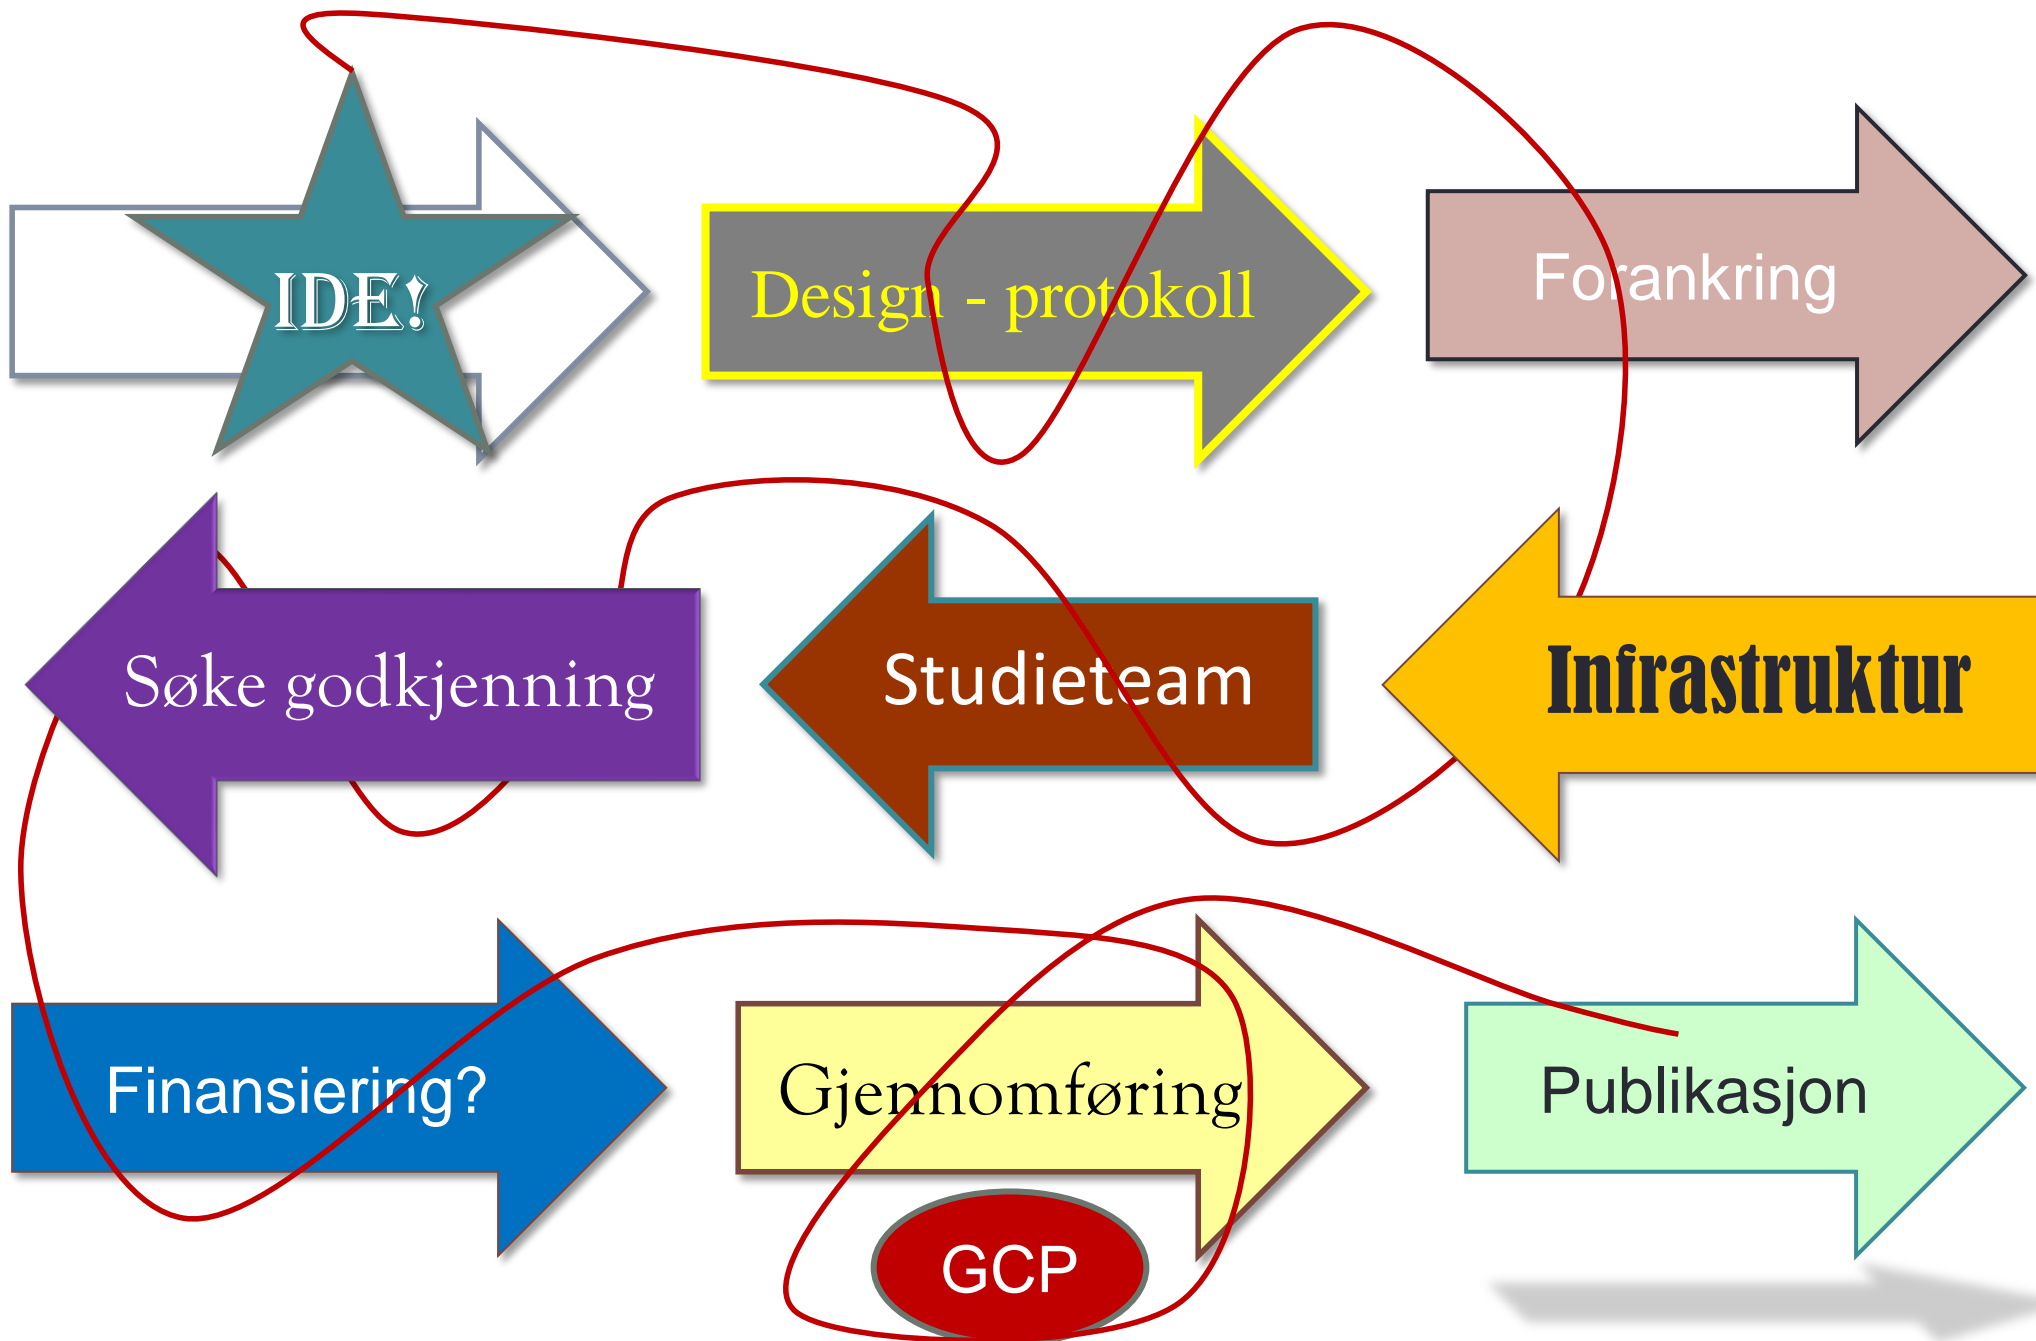 IDE!
Design - protokoll
Forankring
Søke godkjenning
Studieteam
Infrastruktur
Finansiering?
Gjennomføring
Publikasjon
GCP